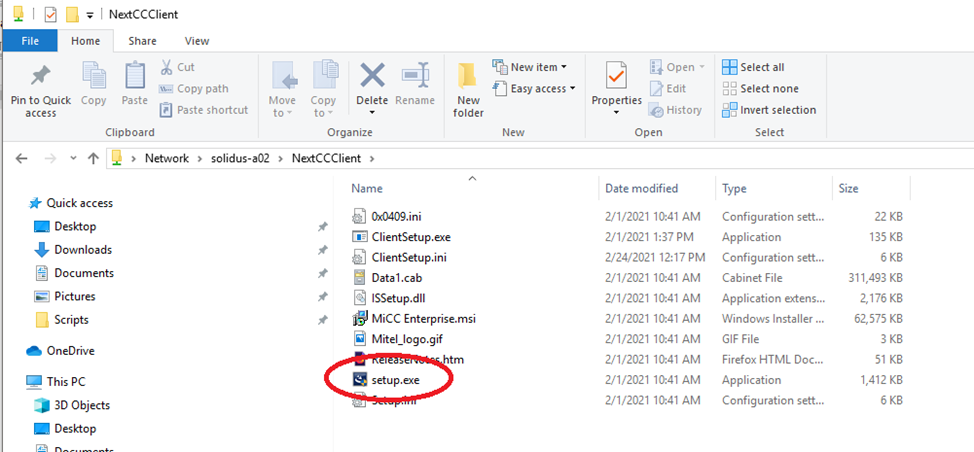 NextCCClient
File Home Share View
Pin to Quick access
Copy
Paste
Cut
Copy path
Paste shortcut
Clipboard
Move to
Copy to
Delete
Rename
Organize
New folder
New item
Easy access
New
Properties
Open
Edit
History
Open
Select all
Select none
Invert selection
Select
Network > solidus-a02 > NextCCClient >
Quick access
Desktop
Downloads
Documents
Pictures
Scripts
OneDrive
This PC
3D Objects
Desktop
Documents
Name Date modified Type Size
0x0409.ini 2/1/2021 10:41 AM Configuration sett... 22 KB
ClientSetup.exe 2/1/2021 1:37 PM Application 135 KB
ClientSetup.ini 2/24/2021 12:17 PM Configuration sett... 6 KB
Data1.cab 2/1/2021 10:41 AM Cabinet File 311,493 KB
ISSetup.dll 2/1/2021 10:41 AM Application extens... 2,176 KB
MiCC Enterprise.msi 2/1/2021 10:41 AM Windows Installer ... 62,575 KB
Mitel_logo.gif 2/1/2021 10:41 AM GIF File 3 KB
ReleaseNotes.htm 2/1/2021 10:41 AM Firefox HTML Doc... 51 KB
setup.exe 2/1/2021 10:41 AM Application 1,412 KB
Setup.ini 2/1/2021 10:41 AM Configuration sett... 6 KB